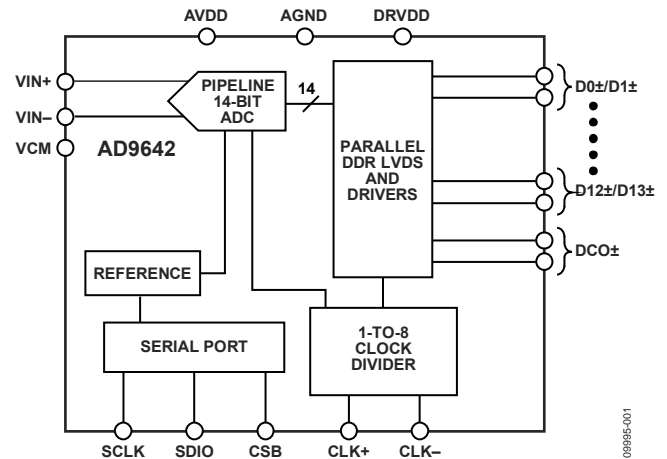 AVDD AGND DRVDD
VIN+
VIN–
VCM
AD9642
PIPELINE
14-BIT
ADC
14
PARALLEL
DDR LVDS
AND
DRIVERS
D0±/D1±
D12±/D13±
DCO±
REFERENCE
SERIAL PORT
1-TO-8
CLOCK
DIVIDER
SCLK SDIO CSB CLK+ CLK–
09995-001